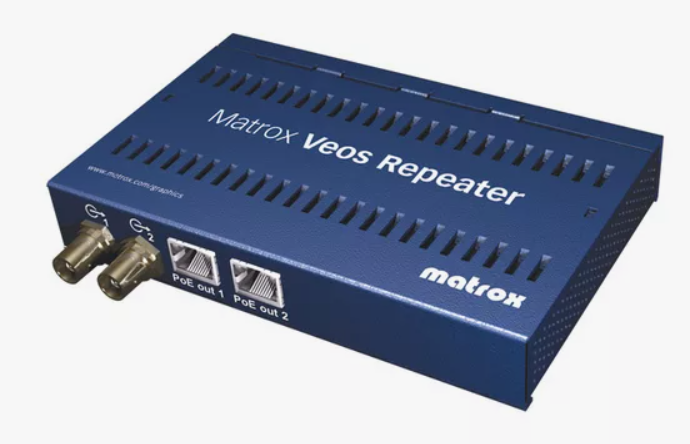 Matrox Veos Repeater
www.matrox.com/graphics
1
2
PoE out 1
PoE out 2
matrox